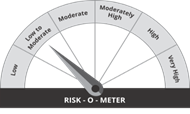 Low
Low to
Moderate
Moderate
Moderately
High
High
Very High
RISK - O - METER